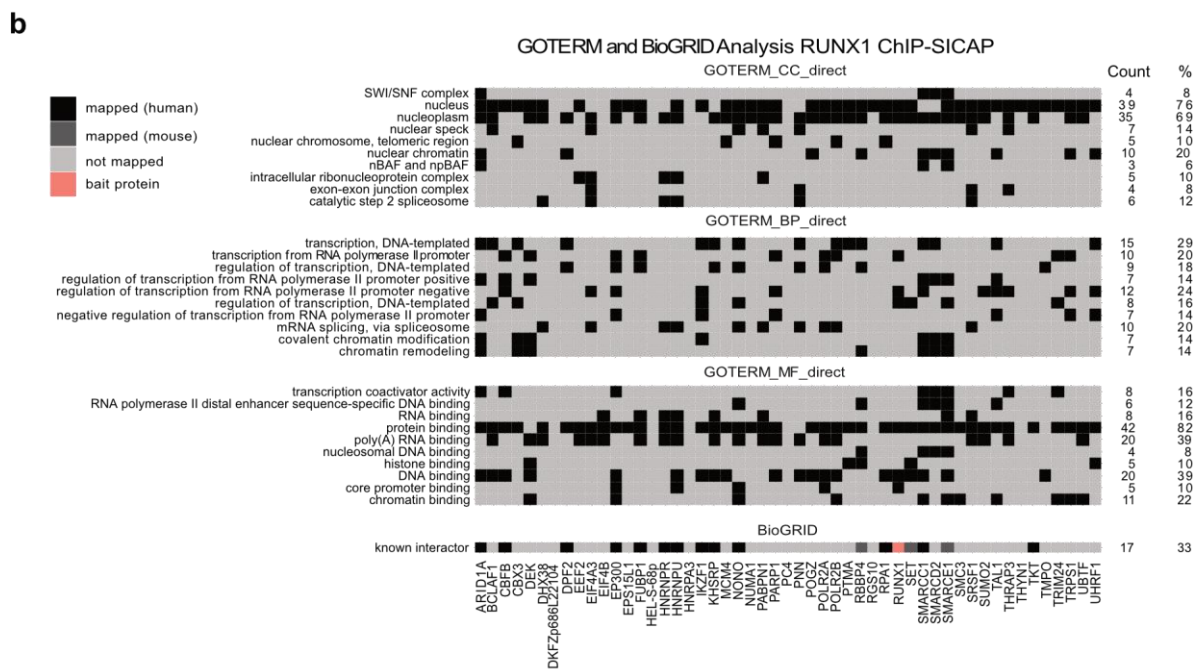 b
GOTERM and BioGRID Analysis RUNX1 ChIP-SICAP
GOTERM_CC_direct
Count %
mapped (human)
mapped (mouse)
not mapped
bait protein
SWI/SNF complex 4 8
nucleus 39 76
nucleoplasm 35 69
nuclear speck 7 14
nuclear chromosome, telomeric region 5 10
nuclear chromatin 10 20
nBAF and npBAF 3 6
intracellular ribonucleoprotein complex 5 10
exon-exon junction complex 4 8
catalytic step 2 spliceosome 6 12
GOTERM_BP_direct
transcription, DNA-templated 15 29
transcription from RNA polymerase II promoter 10 20
regulation of transcription, DNA-templated 9 18
regulation of transcription from RNA polymerase II promoter positive 7 14
regulation of transcription from RNA polymerase II promoter negative 12 24
regulation of transcription, DNA-templated 8 16
negative regulation of transcription from RNA polymerase II promoter 7 14
mRNA splicing, via spliceosome 10 20
covalent chromatin modification 7 14
chromatin remodeling 7 14
GOTERM_MF_direct
transcription coactivator activity 8 16
RNA polymerase II distal enhancer sequence-specific DNA binding 6 12
RNA binding 8 16
protein binding 42 82
poly(A) RNA binding 20 39
nucleosomal DNA binding 4 8
histone binding 5 10
DNA binding 20 39
core promoter binding 5 10
chromatin binding 11 22
BioGRID
known interactor 17 33
ARID1A
BCLAF1
CBFB
CBX3
DEK
DHX38
DKFZp686L22104
DPF2
EEF2
EIF4A3
EIF4B
EP300
EPS15L1
FUBP1
HEL-S-68p
HNRNPR
HNRNPU
HNRPA3
IKZF1
KHSRP
MCM4
NONO
NUMA1
PABPN1
PARP1
PC4
PNN
POGZ
POLR2A
POLR2B
PTMA
RBBP4
RGS10
RPA1
RUNX1
SET
SMARCC1
SMARCD2
SMARCE1
SMC3
SRSF1
SUMO2
TAL1
THRAP3
THYN1
TKT
TMPO
TRIM24
TRPS1
UBTF
UHRF1